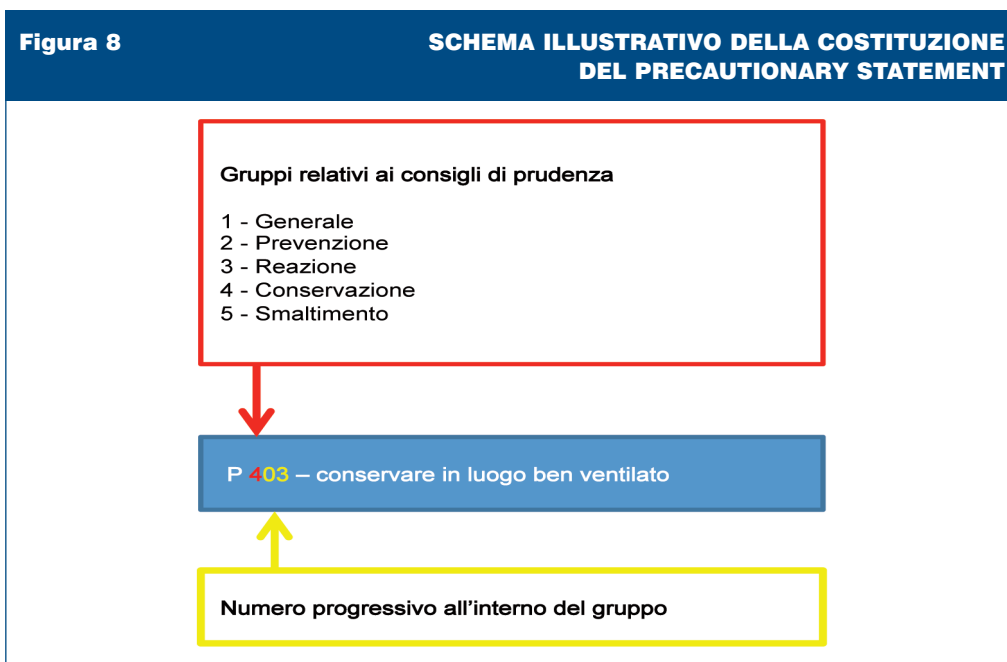 Figura 8
SCHEMA ILLUSTRATIVO DELLA COSTITUZIONE
DEL PRECAUTIONARY STATEMENT
Gruppi relativi ai consigli di prudenza
1 - Generale
2 - Prevenzione
3 - Reazione
4 - Conservazione
5 - Smaltimento
P 403 – conservare in luogo ben ventilato
Numero progressivo all'interno del gruppo